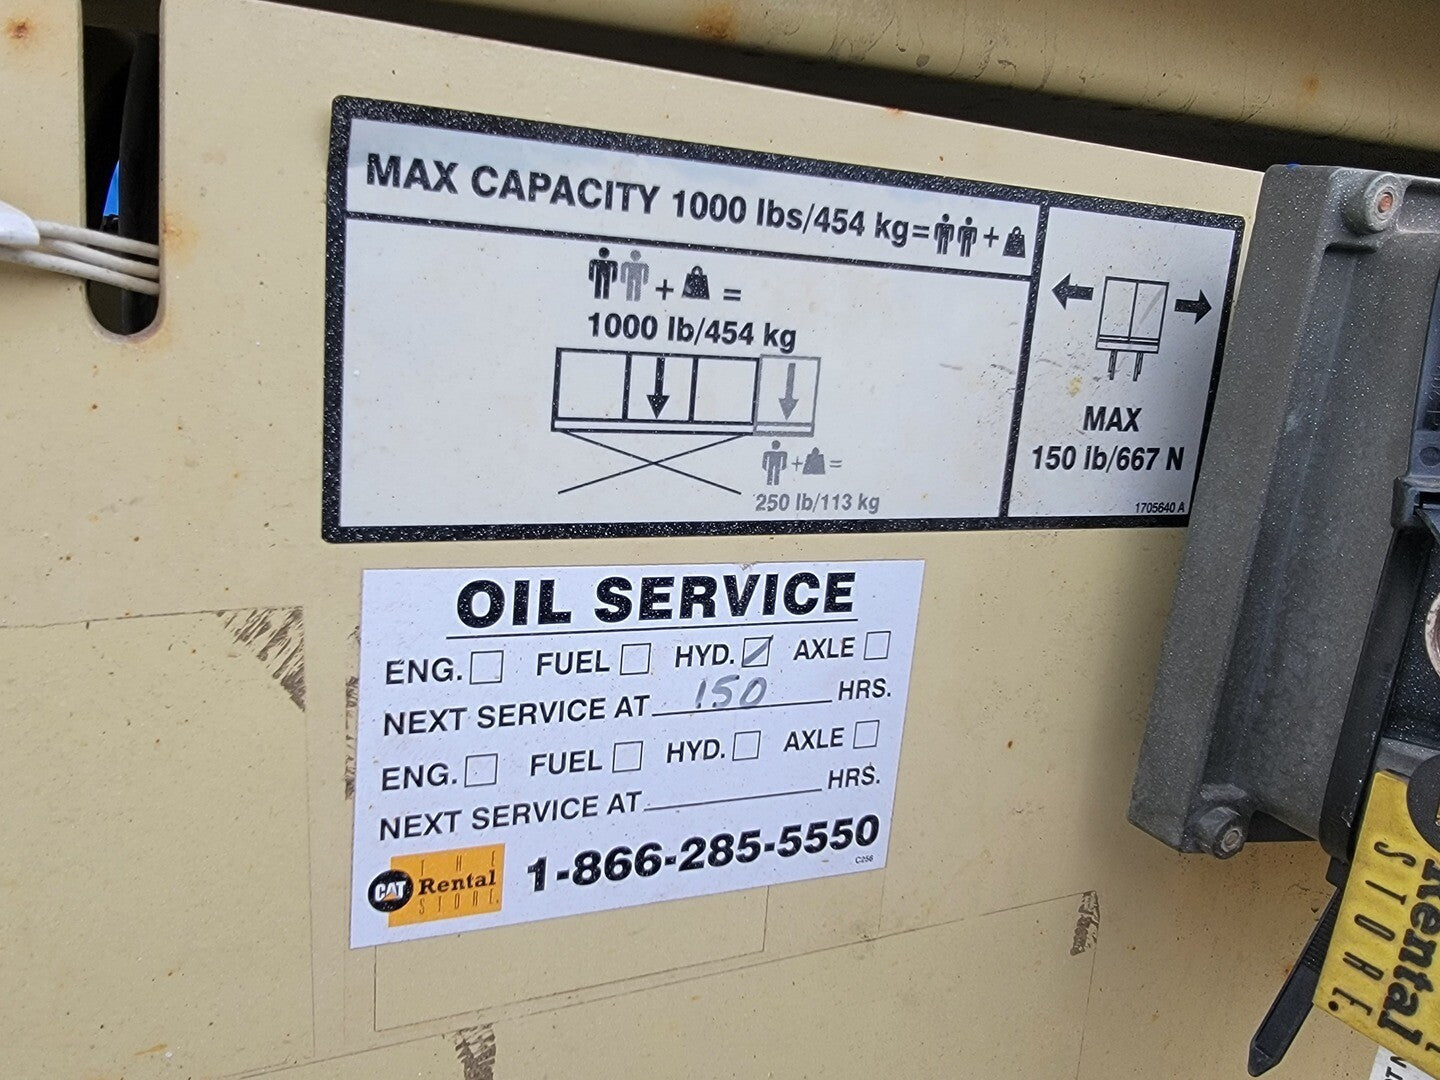 MAX CAPACITY 1000 lbs/454 kg= +
+ =
1000 lb/454 kg
+ =
250 lb/113 kg
MAX
150 lb/667 N
1705640 A
OIL SERVICE
ENG. FUEL HYD. AXLE
NEXT SERVICE AT 150 HRS.
ENG. FUEL HYD. AXLE
NEXT SERVICE AT HRS.
1-866-285-5550
C256
CAT
THE
Rental
STORE.
Rental
STORE.